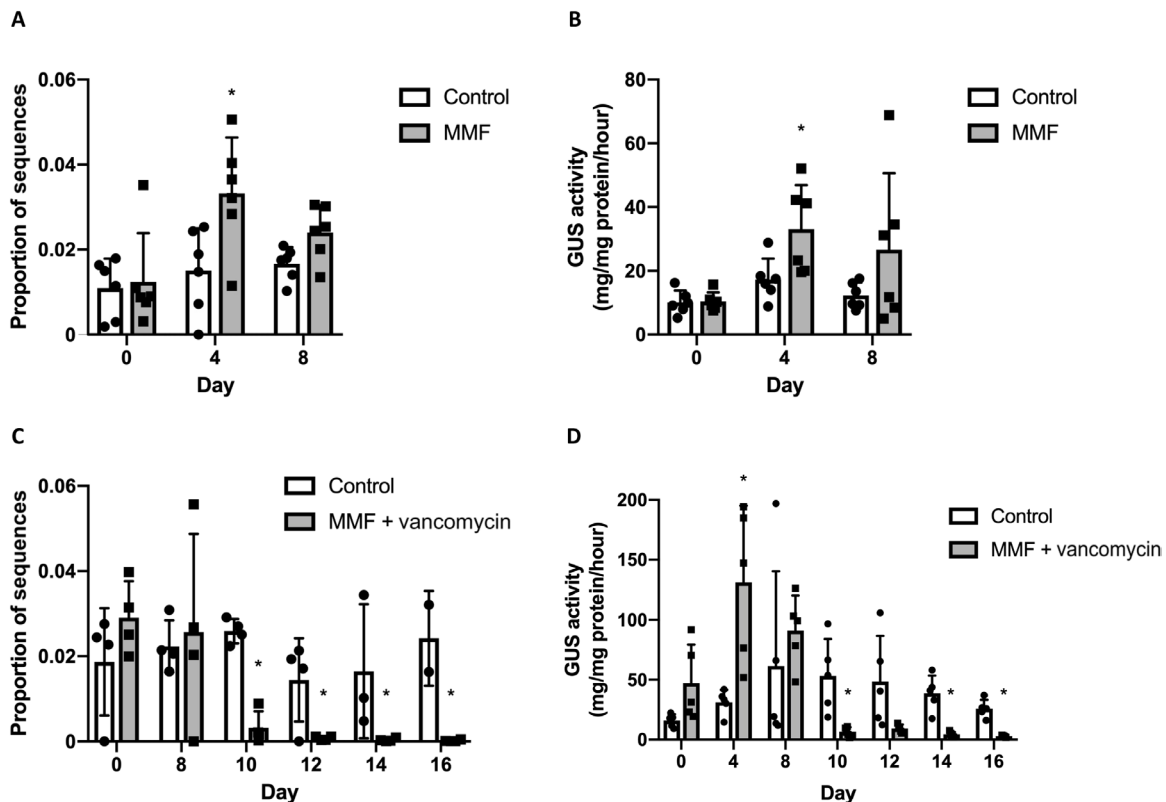 A
0.06
0.04
0.02
0
Proportion of sequences
*
0
4
8
Day
Control
MMF
B
80
60
40
20
0
GUS activity
(mg/mg protein/hour)
*
0
4
8
Day
Control
MMF
C
0.06
0.04
0.02
0
Proportion of sequences
* * * *
0 8 10 12 14 16
Day
Control
MMF + vancomycin
D
200
150
100
50
0
GUS activity
(mg/mg protein/hour)
* * * *
0 4 8 10 12 14 16
Day
Control
MMF + vancomycin